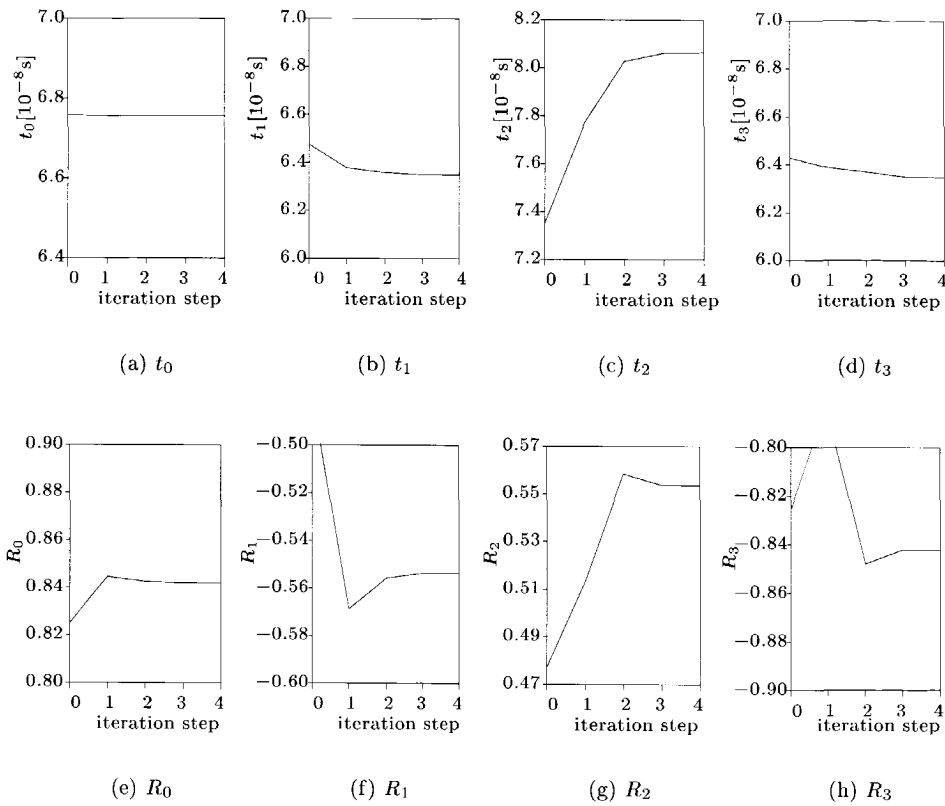 7.0
6.8
6.6
6.4
t₀[10⁻⁸s]
0 1 2 3 4
iteration step
(a) t₀
7.0
6.8
6.6
6.4
6.2
6.0
t₁[10⁻⁸s]
0 1 2 3 4
iteration step
(b) t₁
8.2
8.0
7.8
7.6
7.4
7.2
t₂[10⁻⁸s]
0 1 2 3 4
iteration step
(c) t₂
7.0
6.8
6.6
6.4
6.2
6.0
t₃[10⁻⁸s]
0 1 2 3 4
iteration step
(d) t₃
0.90
0.88
0.86
0.84
0.82
0.80
R₀
0 1 2 3 4
iteration step
(e) R₀
−0.50
−0.52
−0.54
−0.56
−0.58
−0.60
R₁
0 1 2 3 4
iteration step
(f) R₁
0.57
0.55
0.53
0.51
0.49
0.47
R₂
0 1 2 3 4
iteration step
(g) R₂
−0.80
−0.82
−0.84
−0.86
−0.88
−0.90
R₃
0 1 2 3 4
iteration step
(h) R₃